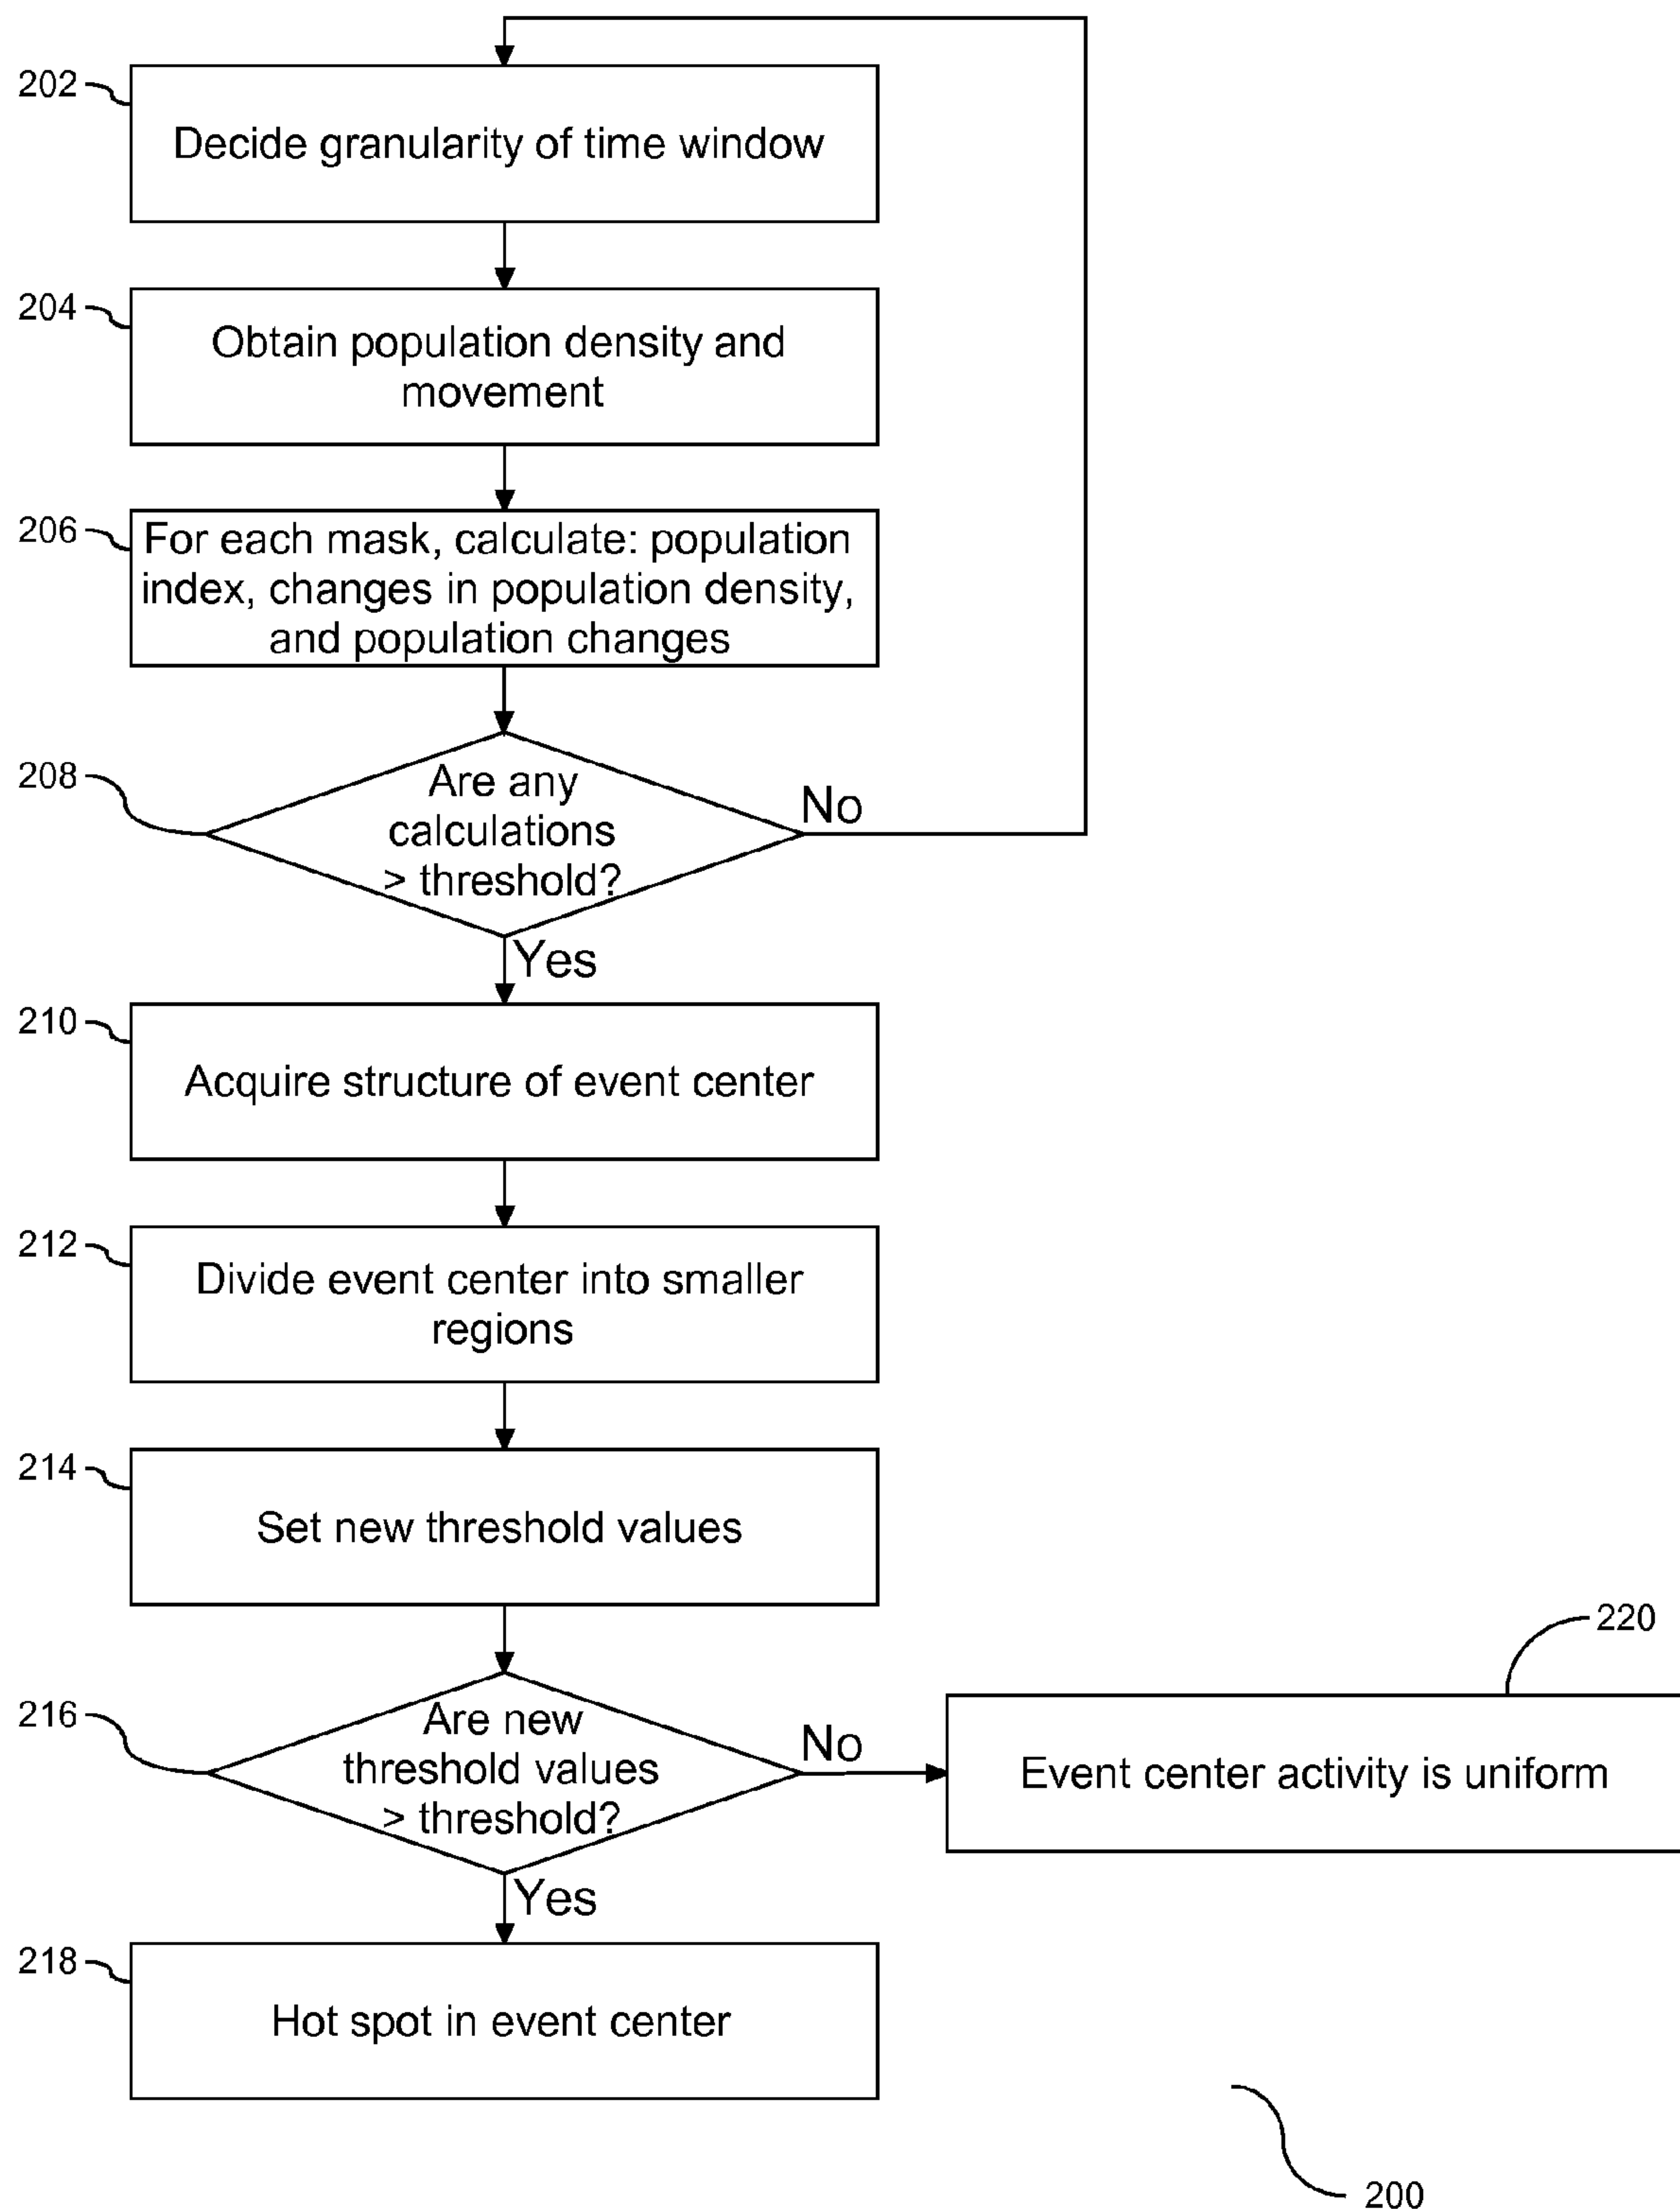 202
Decide granularity of time window
204
Obtain population density and
movement
206
For each mask, calculate: population
index, changes in population density,
and population changes
208
Are any
calculations
> threshold?
No
Yes
210
Acquire structure of event center
212
Divide event center into smaller
regions
214
Set new threshold values
216
Are new
threshold values
> threshold?
No
220
Event center activity is uniform
Yes
218
Hot spot in event center
200